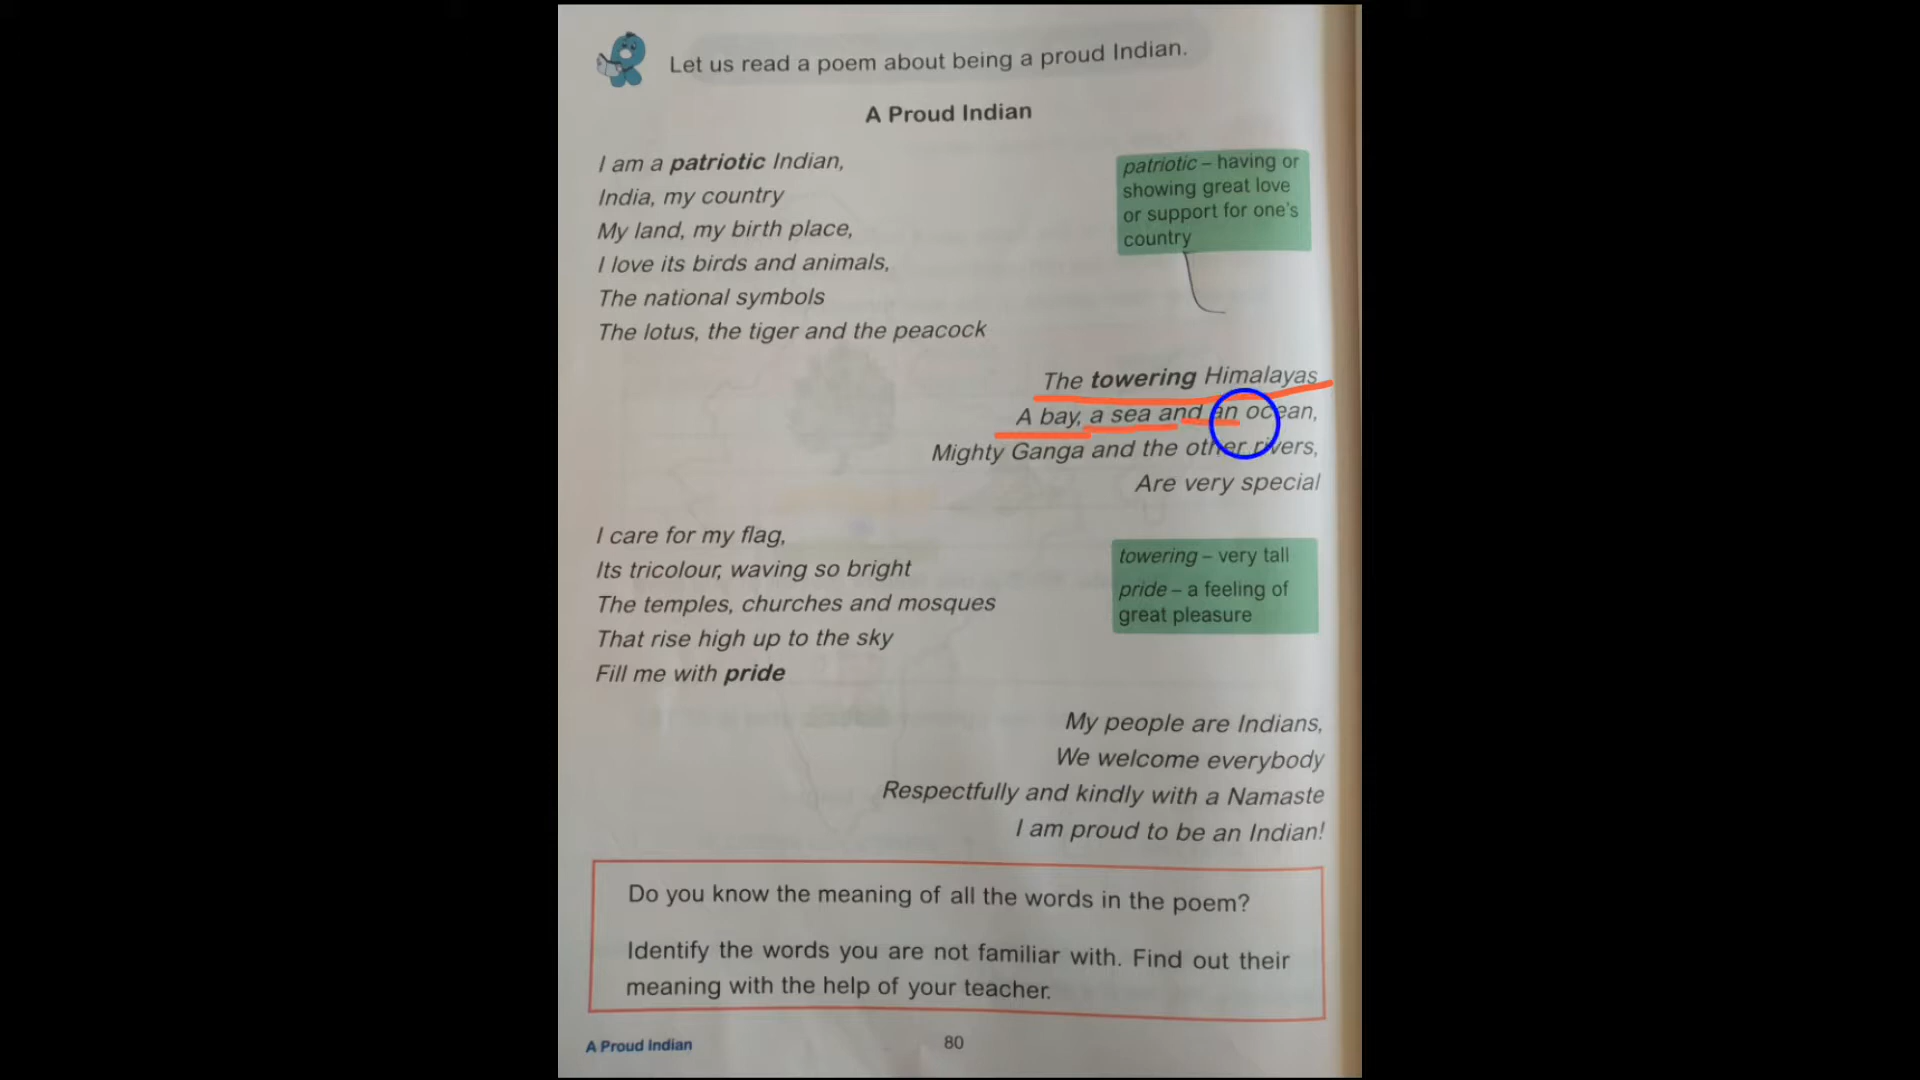 Let us read a poem about being a proud Indian.
A Proud Indian
I am a patriotic Indian,
India, my country
My land, my birth place,
I love its birds and animals,
The national symbols
The lotus, the tiger and the peacock
patriotic – having or
showing great love
or support for one's
country
The towering Himalayas
A bay, a sea and an ocean,
Mighty Ganga and the other rivers,
Are very special
I care for my flag,
Its tricolour, waving so bright
The temples, churches and mosques
That rise high up to the sky
Fill me with pride
towering – very tall
pride – a feeling of
great pleasure
My people are Indians,
We welcome everybody
Respectfully and kindly with a Namaste
I am proud to be an Indian!
Do you know the meaning of all the words in the poem?
Identify the words you are not familiar with. Find out their
meaning with the help of your teacher.
A Proud Indian
80